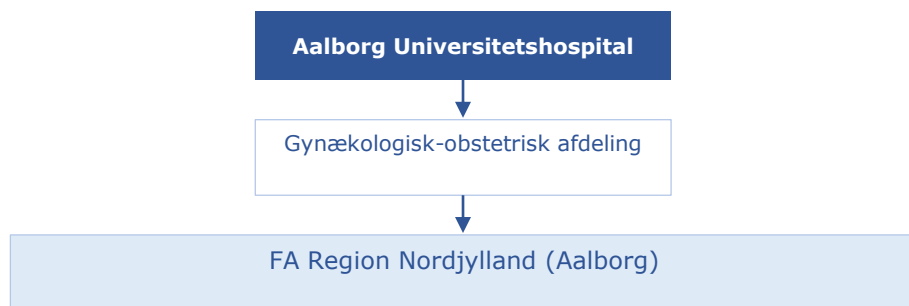 Aalborg Universitetshospital
Gynækologisk-obstetrisk afdeling
FA Region Nordjylland (Aalborg)